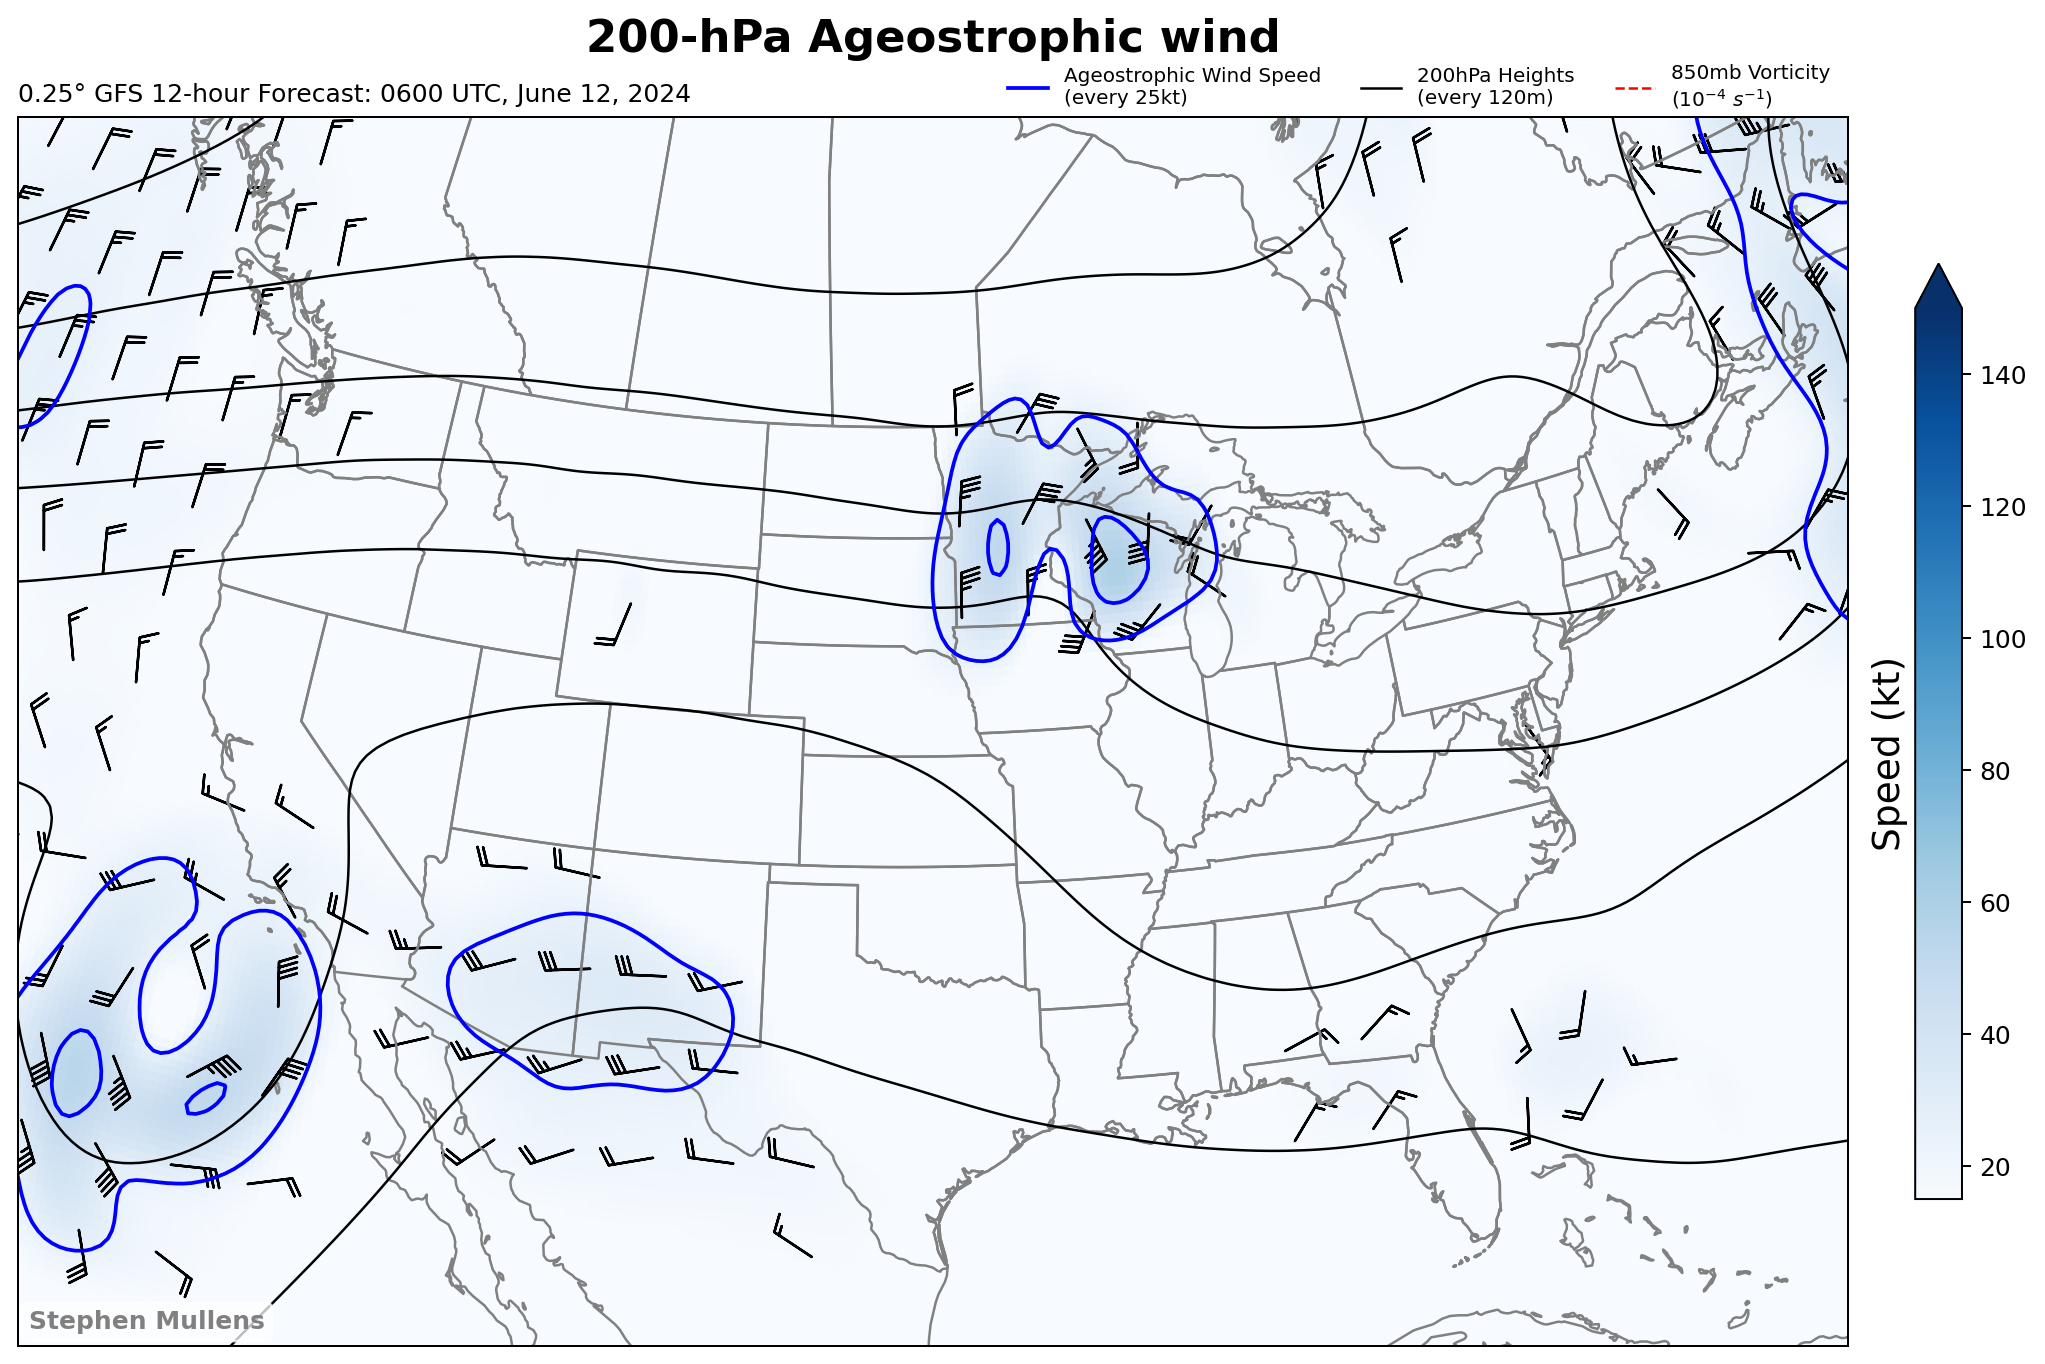 200-hPa Ageostrophic wind
0.25° GFS 12-hour Forecast: 0600 UTC, June 12, 2024
Ageostrophic Wind Speed
(every 25kt)
200hPa Heights
(every 120m)
850mb Vorticity
(10⁻⁴ s⁻¹)
140
120
100
80
60
40
20
Speed (kt)
Stephen Mullens